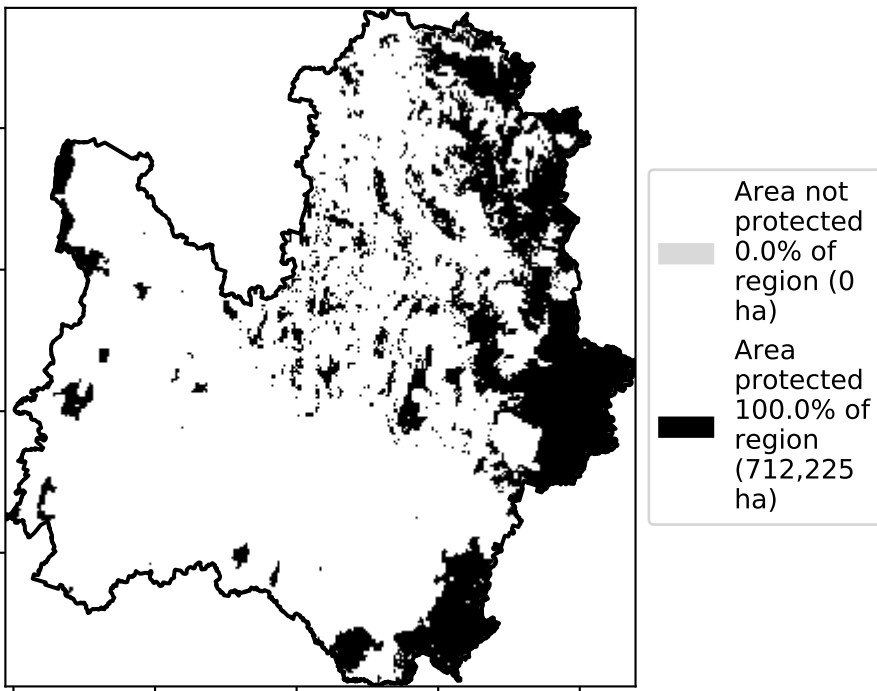 Area not
protected
0.0% of
region (0
ha)
Area
protected
100.0% of
region
(712,225
ha)